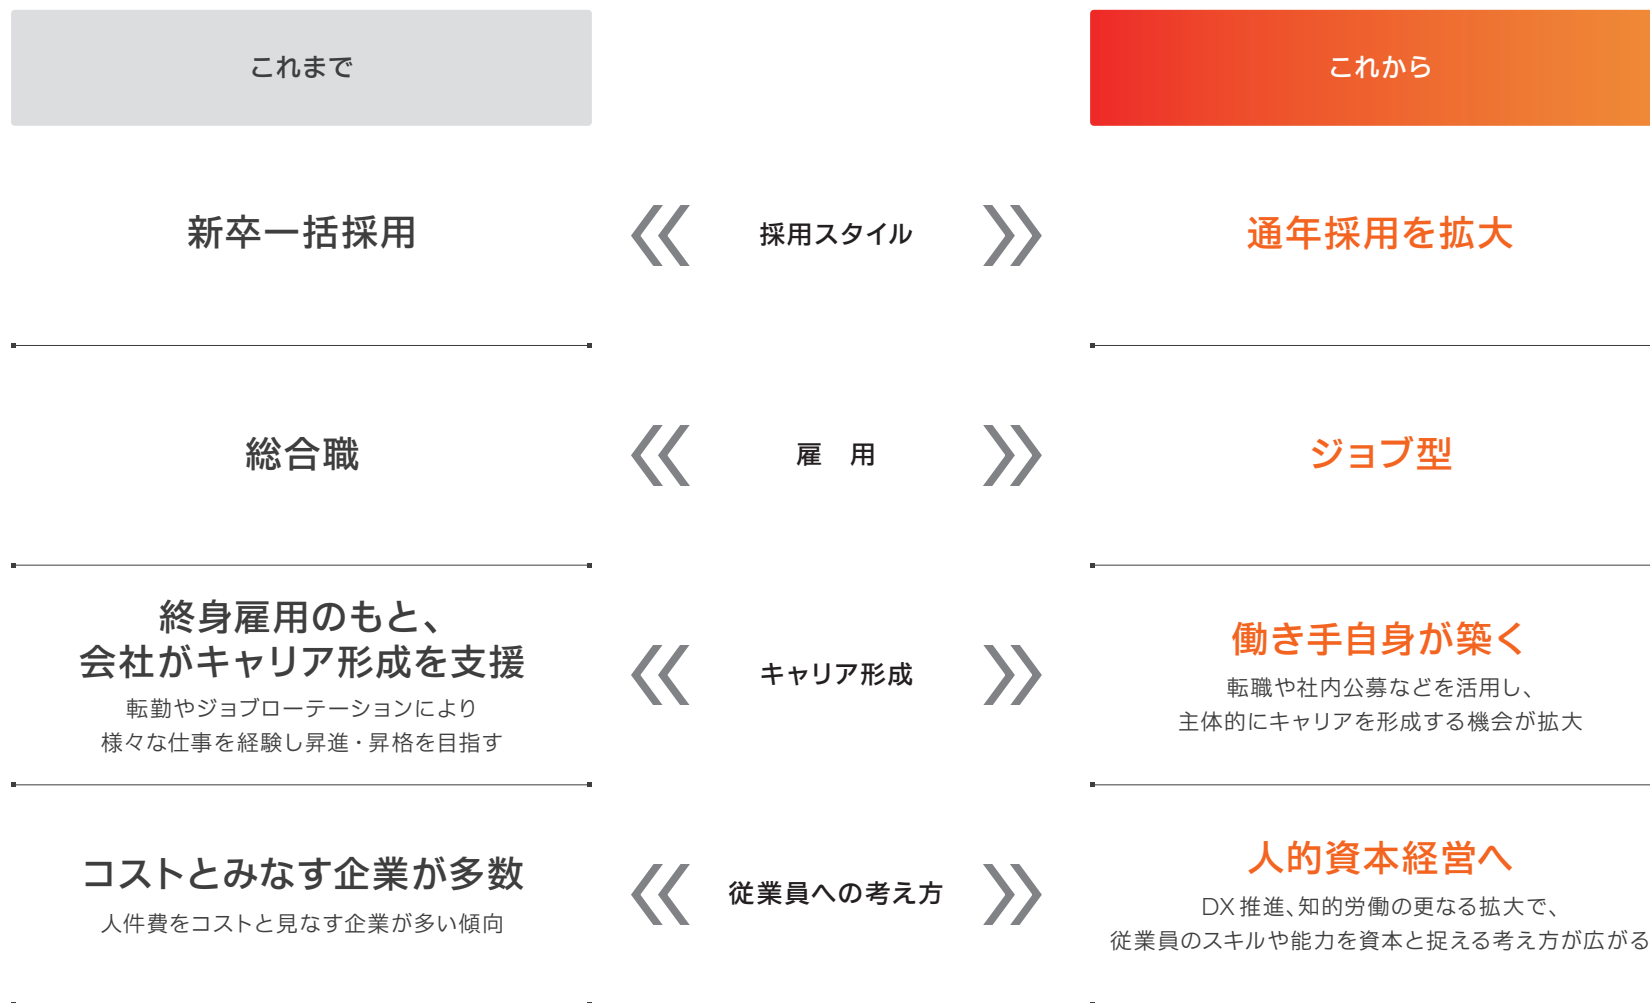 これまで
これから
新卒一括採用
採用スタイル
通年採用を拡大
総合職
雇　用
ジョブ型
終身雇用のもと、
会社がキャリア形成を支援
転勤やジョブローテーションにより
様々な仕事を経験し昇進・昇格を目指す
キャリア形成
働き手自身が築く
転職や社内公募などを活用し、
主体的にキャリアを形成する機会が拡大
コストとみなす企業が多数
人件費をコストと見なす企業が多い傾向
従業員への考え方
人的資本経営へ
DX推進、知的労働の更なる拡大で、
従業員のスキルや能力を資本と捉える考え方が広がる